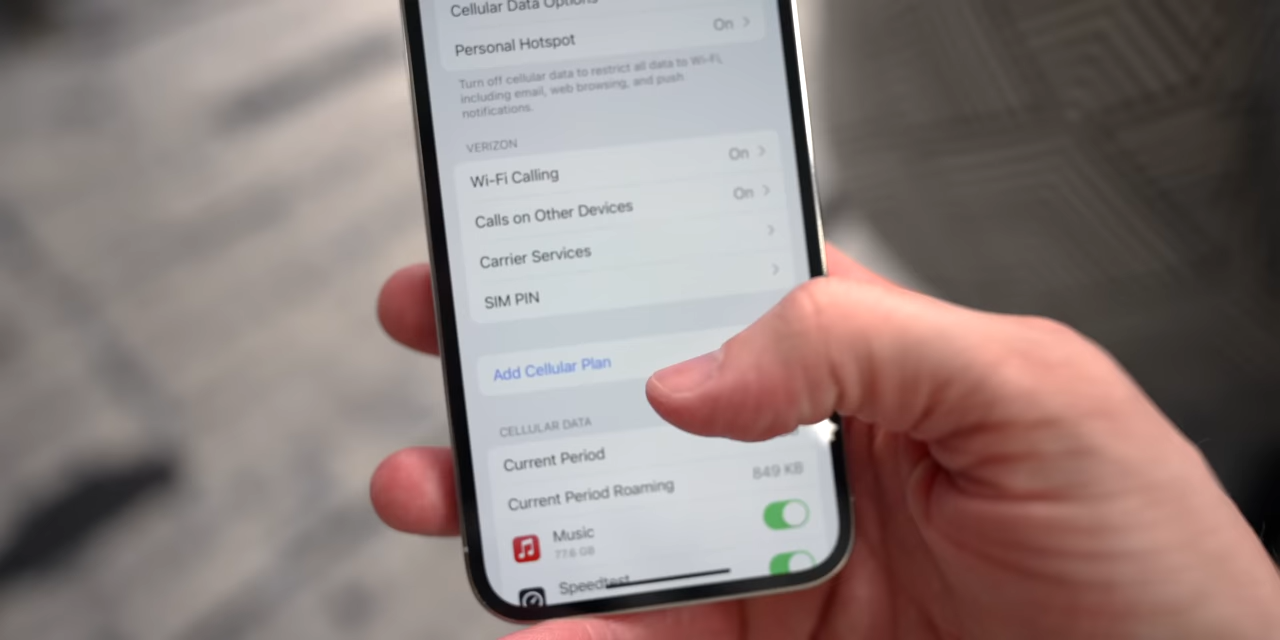 Cellular Data Options
Personal Hotspot On
Turn off cellular data to restrict all data to Wi-Fi,
including email, web browsing, and push
notifications.
VERIZON
Wi-Fi Calling On
Calls on Other Devices On
Carrier Services
SIM PIN
Add Cellular Plan
CELLULAR DATA
Current Period
Current Period Roaming 849 KB
Music
77.6 GB
Speedtest